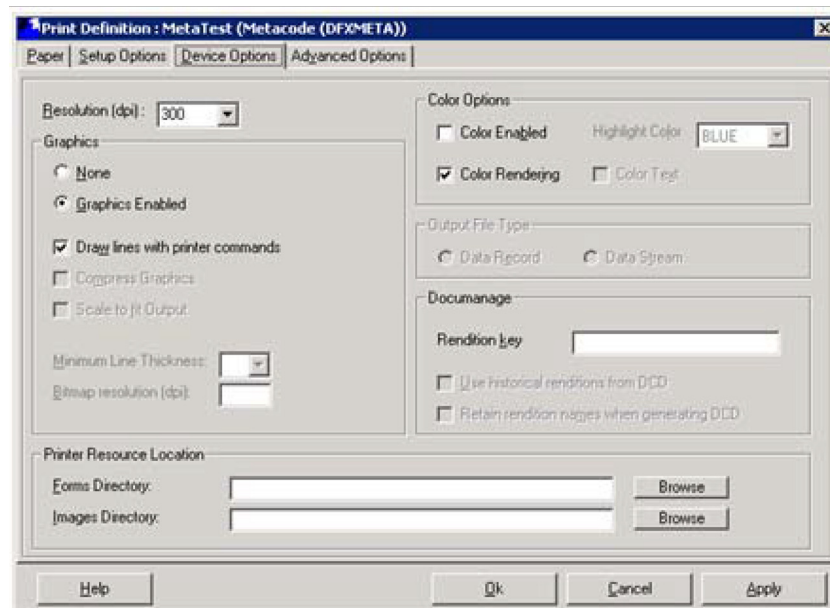 Print Definition : MetaTest (Metacode (DFXMETA))
Paper Setup Options Device Options Advanced Options
Resolution (dpi) : 300
Graphics
None
Graphics Enabled
Draw lines with printer commands
Compress Graphics
Scale to fit Output
Minimum Line Thickness:
Bitmap resolution (dpi):
Color Options
Color Enabled Highlight Color BLUE
Color Rendering Color Text
Output File Type
Data Record Data Stream
Documanage
Rendition key
Use historical renditions from DCD
Retain rendition names when generating DCD
Printer Resource Location
Forms Directory: Browse
Images Directory: Browse
Help Ok Cancel Apply